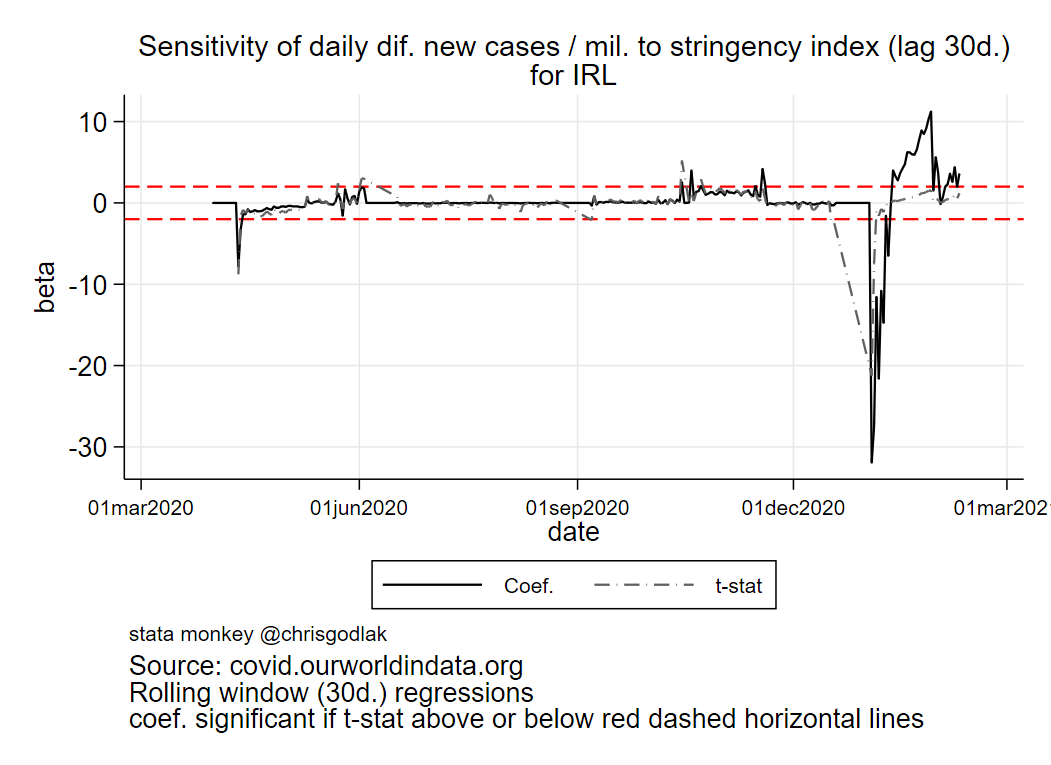 Sensitivity of daily dif. new cases / mil. to stringency index (lag 30d.)
for IRL
beta
10
0
-10
-20
-30
01mar2020 01jun2020 01sep2020 01dec2020 01mar202
date
Coef. t-stat
stata monkey @chrisgodlak
Source: covid.ourworldindata.org
Rolling window (30d.) regressions
coef. significant if t-stat above or below red dashed horizontal lines